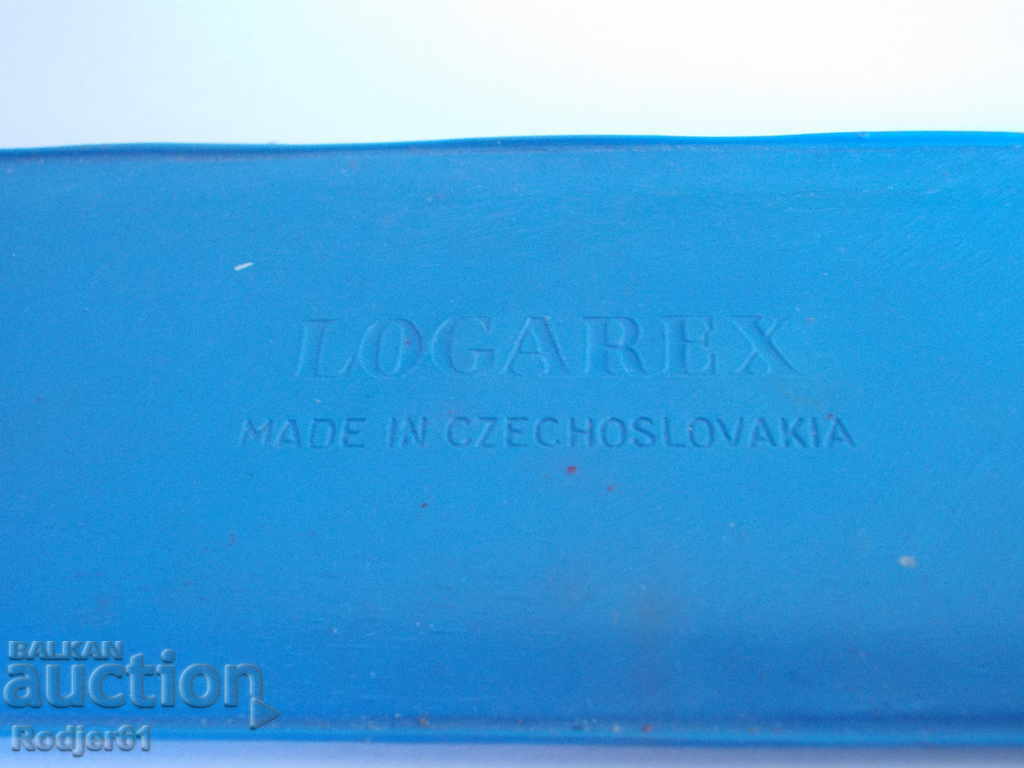 LOGAREX
MADE IN CZECHOSLOVAKIA
BALKAN
auction
Rodjer61